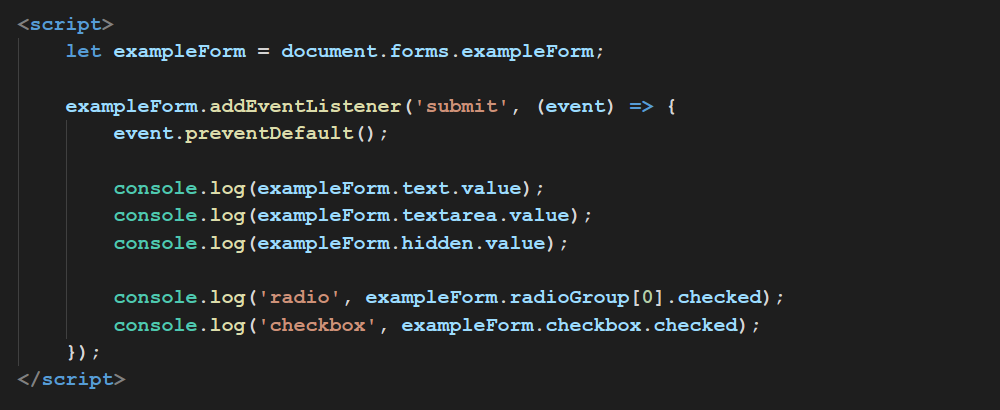 <script>
let exampleForm = document.forms.exampleForm;
exampleForm.addEventListener('submit', (event) => {
event.preventDefault();
console.log(exampleForm.text.value);
console.log(exampleForm.textarea.value);
console.log(exampleForm.hidden.value);
console.log('radio', exampleForm.radioGroup[0].checked);
console.log('checkbox', exampleForm.checkbox.checked);
});
</script>